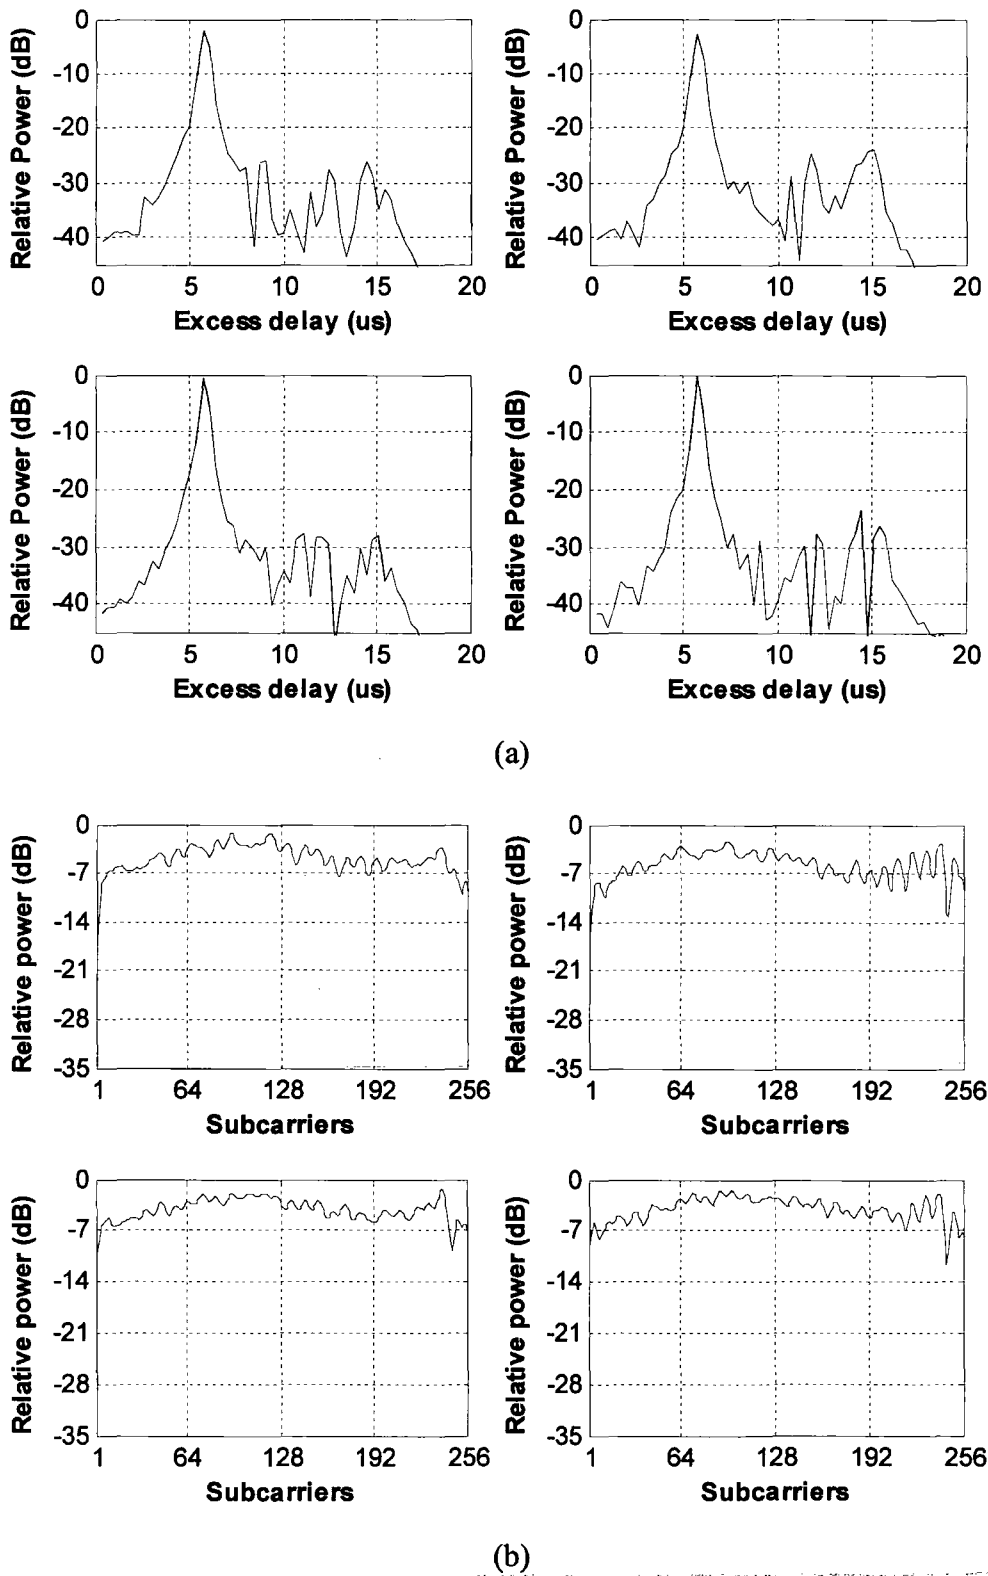 0
-10
-20
-30
-40
Relative Power (dB)
0 5 10 15 20
Excess delay (us)
0
-10
-20
-30
-40
Relative Power (dB)
0 5 10 15 20
Excess delay (us)
0
-10
-20
-30
-40
Relative Power (dB)
0 5 10 15 20
Excess delay (us)
0
-10
-20
-30
-40
Relative Power (dB)
0 5 10 15 20
Excess delay (us)
(a)
0
-7
-14
-21
-28
-35
Relative power (dB)
1 64 128 192 256
Subcarriers
0
-7
-14
-21
-28
-35
Relative power (dB)
1 64 128 192 256
Subcarriers
0
-7
-14
-21
-28
-35
Relative power (dB)
1 64 128 192 256
Subcarriers
0
-7
-14
-21
-28
-35
Relative power (dB)
1 64 128 192 256
Subcarriers
(b)